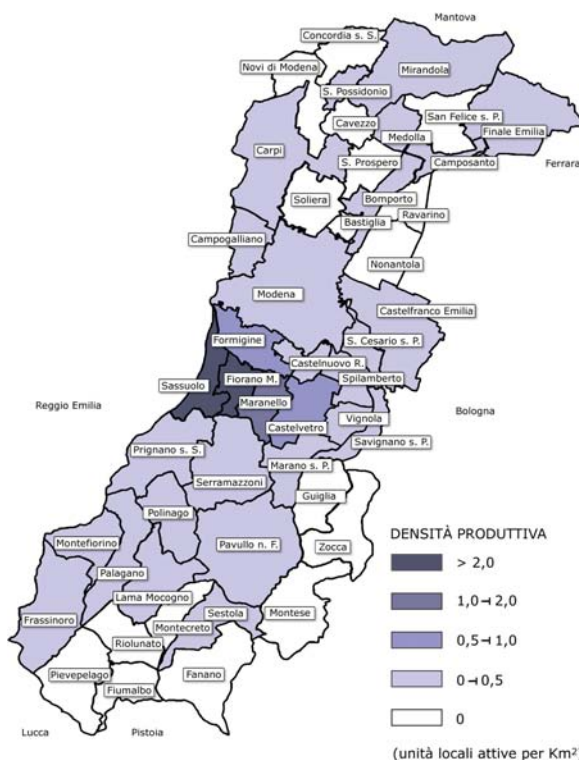 Mantova
Concordia s. S.
Novi di Modena
Mirandola
S. Possidonio
San Felice s. P.
Cavezzo
Finale Emilia
Medolla
Carpi
S. Prospero
Camposanto
Ferrara
Soliera
Bomporto
Ravarino
Bastiglia
Campogalliano
Nonantola
Modena
Castelfranco Emilia
Formigine
S. Cesario s. P.
Castelnuovo R.
Sassuolo
Fiorano M.
Spilamberto
Maranello
Reggio Emilia
Bologna
Vignola
Castelvetro
Savignano s. P.
Prignano s. S.
Marano s. P.
Serramazzoni
Guiglia
Polinago
Montefiorino
Pavullo n. F.
Zocca
Palagano
Lama Mocogno
Sestola
Montese
Frassinoro
Montecreto
Riolunato
Pievepelago
Fanano
Fiumalbo
Lucca
Pistoia
DENSITÀ PRODUTTIVA
> 2,0
1,0⊣2,0
0,5⊣1,0
0⊣0,5
0
(unità locali attive per Km²)